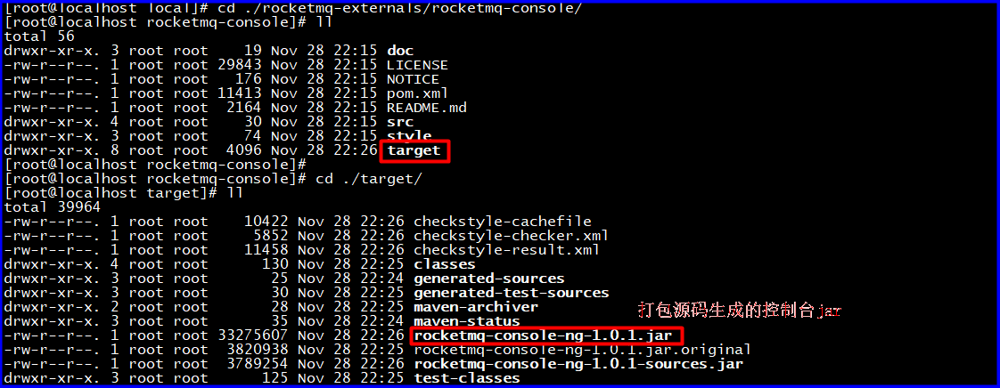 [root@localhost local]# cd ./rocketmq-externals/rocketmq-console/
[root@localhost rocketmq-console]# ll
total 56
drwxr-xr-x. 3 root root    19 Nov 28 22:15 doc
-rw-r--r--. 1 root root 29843 Nov 28 22:15 LICENSE
-rw-r--r--. 1 root root   176 Nov 28 22:15 NOTICE
-rw-r--r--. 1 root root 11413 Nov 28 22:15 pom.xml
-rw-r--r--. 1 root root  2164 Nov 28 22:15 README.md
drwxr-xr-x. 4 root root    30 Nov 28 22:15 src
drwxr-xr-x. 3 root root    74 Nov 28 22:15 style
drwxr-xr-x. 8 root root  4096 Nov 28 22:26 target
[root@localhost rocketmq-console]#
[root@localhost rocketmq-console]# cd ./target/
[root@localhost target]# ll
total 39964
-rw-r--r--. 1 root root    10422 Nov 28 22:26 checkstyle-cachefile
-rw-r--r--. 1 root root     5852 Nov 28 22:26 checkstyle-checker.xml
-rw-r--r--. 1 root root    11458 Nov 28 22:26 checkstyle-result.xml
drwxr-xr-x. 4 root root      130 Nov 28 22:25 classes
drwxr-xr-x. 3 root root       25 Nov 28 22:24 generated-sources
drwxr-xr-x. 3 root root       30 Nov 28 22:25 generated-test-sources
drwxr-xr-x. 2 root root       28 Nov 28 22:25 maven-archiver
打包源码生成的控制台jar
drwxr-xr-x. 3 root root       35 Nov 28 22:24 maven-status
-rw-r--r--. 1 root root 33275607 Nov 28 22:26 rocketmq-console-ng-1.0.1.jar
-rw-r--r--. 1 root root  3820938 Nov 28 22:25 rocketmq-console-ng-1.0.1.jar.original
-rw-r--r--. 1 root root  3789254 Nov 28 22:26 rocketmq-console-ng-1.0.1-sources.jar
drwxr-xr-x. 3 root root      125 Nov 28 22:25 test-classes